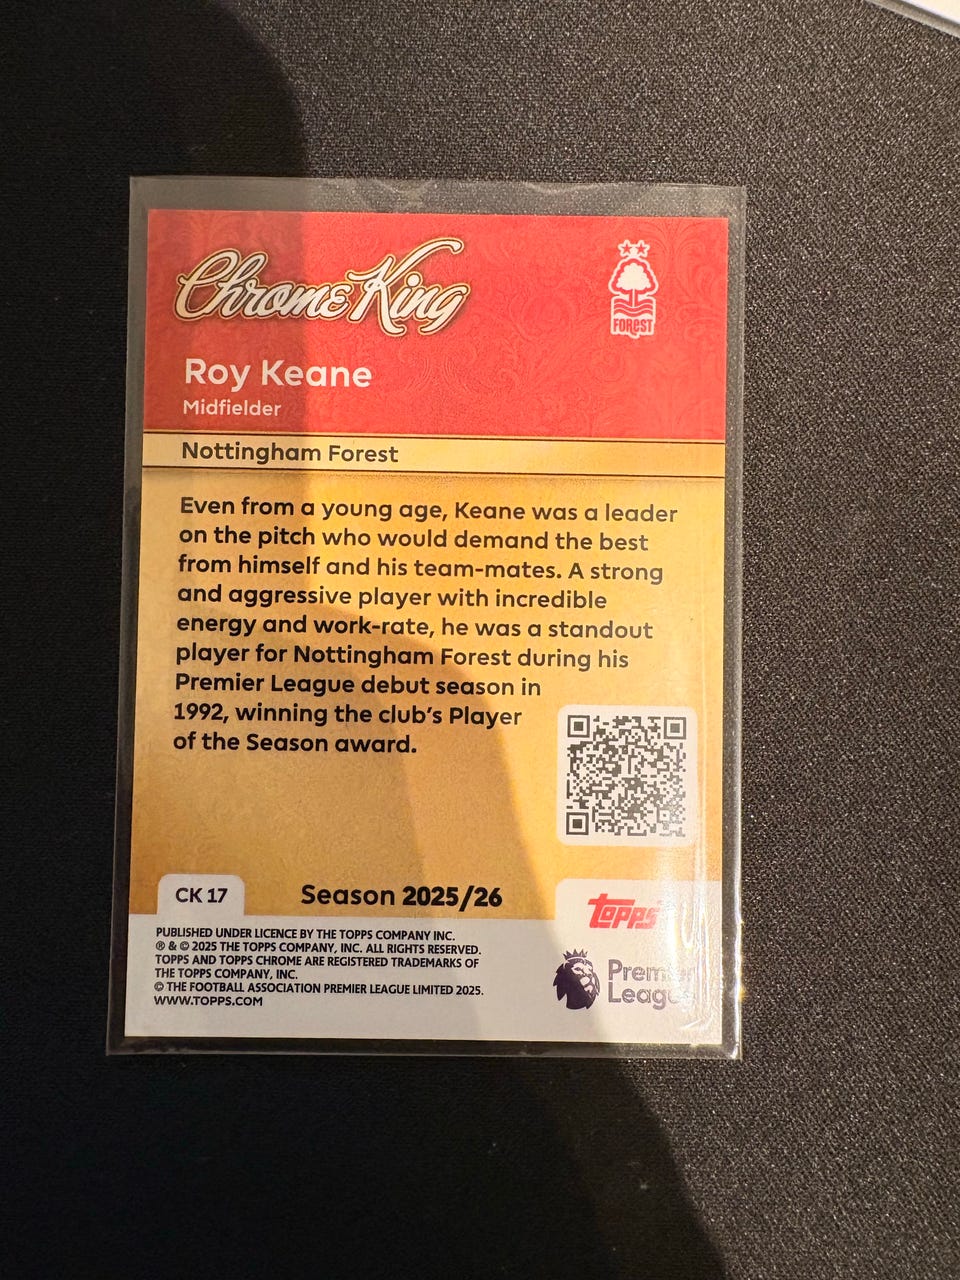 Chrome King
FOREST
Roy Keane
Midfielder
Nottingham Forest
Even from a young age, Keane was a leader
on the pitch who would demand the best
from himself and his team-mates. A strong
and aggressive player with incredible
energy and work-rate, he was a standout
player for Nottingham Forest during his
Premier League debut season in
1992, winning the club's Player
of the Season award.
CK 17
Season 2025/26
topps
PUBLISHED UNDER LICENCE BY THE TOPPS COMPANY INC.
® & © 2025 THE TOPPS COMPANY, INC. ALL RIGHTS RESERVED.
TOPPS AND TOPPS CHROME ARE REGISTERED TRADEMARKS OF
THE TOPPS COMPANY, INC.
© THE FOOTBALL ASSOCIATION PREMIER LEAGUE LIMITED 2025.
WWW.TOPPS.COM
Premier
League